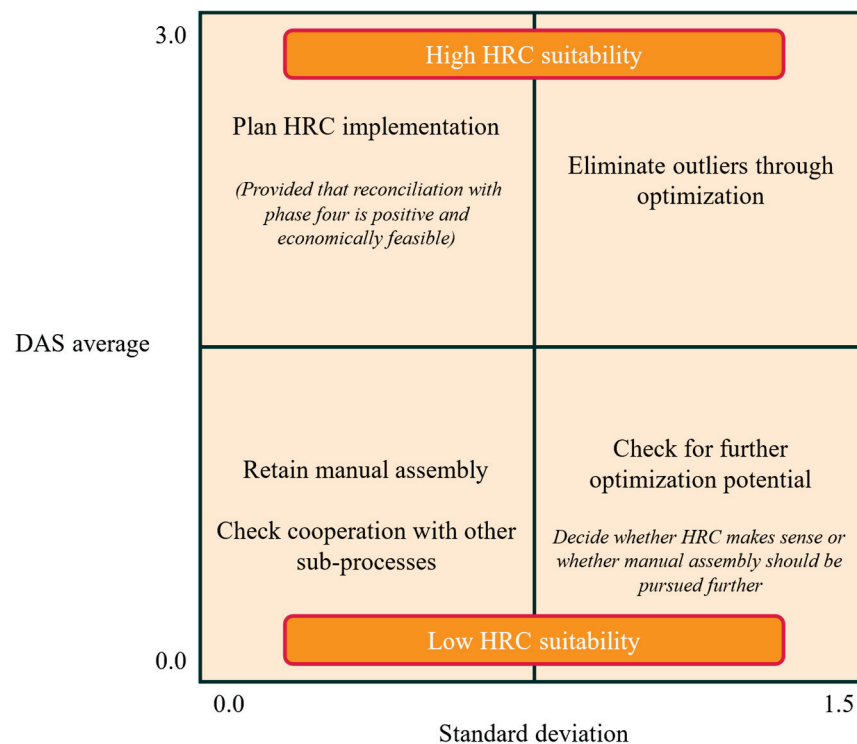 3.0
High HRC suitability
Plan HRC implementation
(Provided that reconciliation with
phase four is positive and
economically feasible)
Eliminate outliers through
optimization
DAS average
Retain manual assembly
Check cooperation with other
sub-processes
Check for further
optimization potential
Decide whether HRC makes sense or
whether manual assembly should be
pursued further
Low HRC suitability
0.0
0.0
1.5
Standard deviation